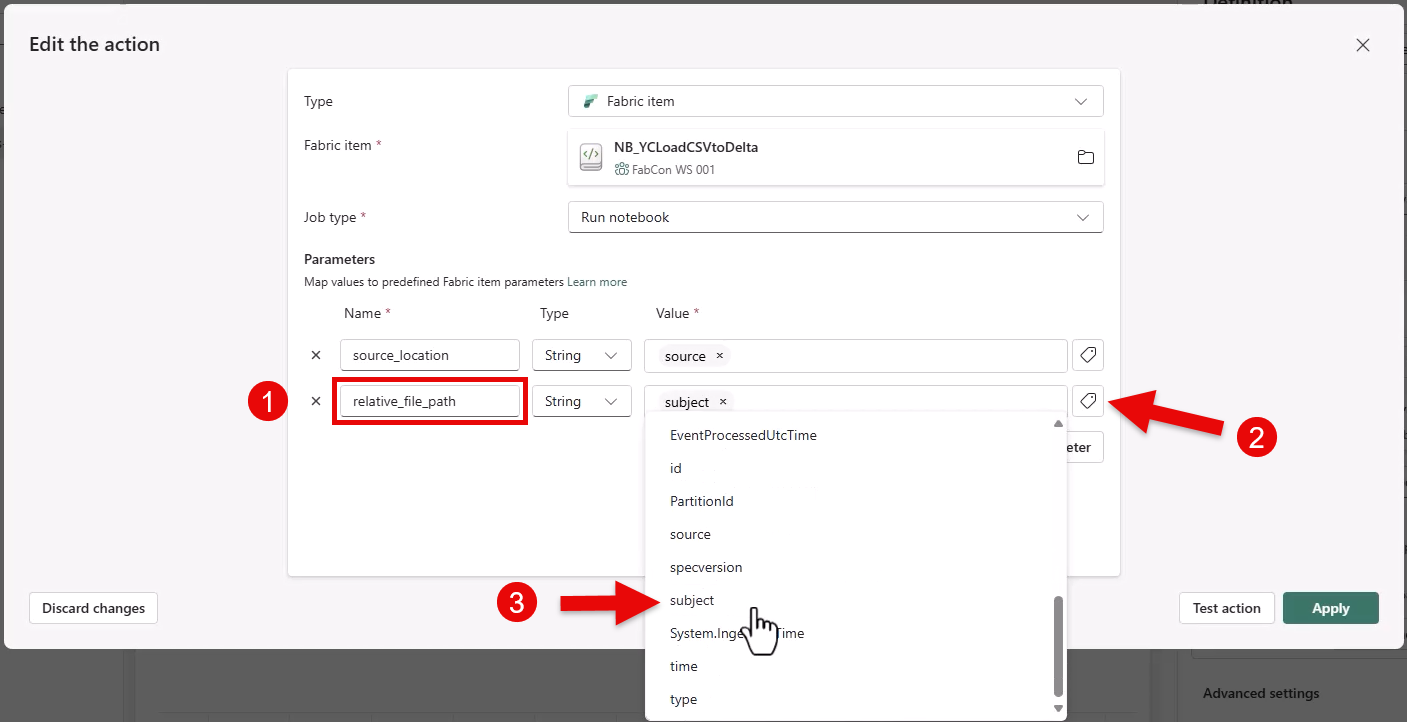 Definition
Edit the action
Type
Fabric item
Fabric item *
NB_YCLoadCSVtoDelta
FabCon WS 001
Job type *
Run notebook
Parameters
Map values to predefined Fabric item parameters Learn more
Name * Type Value *
source_location String source ×
1 relative_file_path String subject ×
2
eter
EventProcessedUtcTime
id
PartitionId
source
specversion
3 subject
System.Inge Time
time
type
Discard changes Test action Apply
Advanced settings